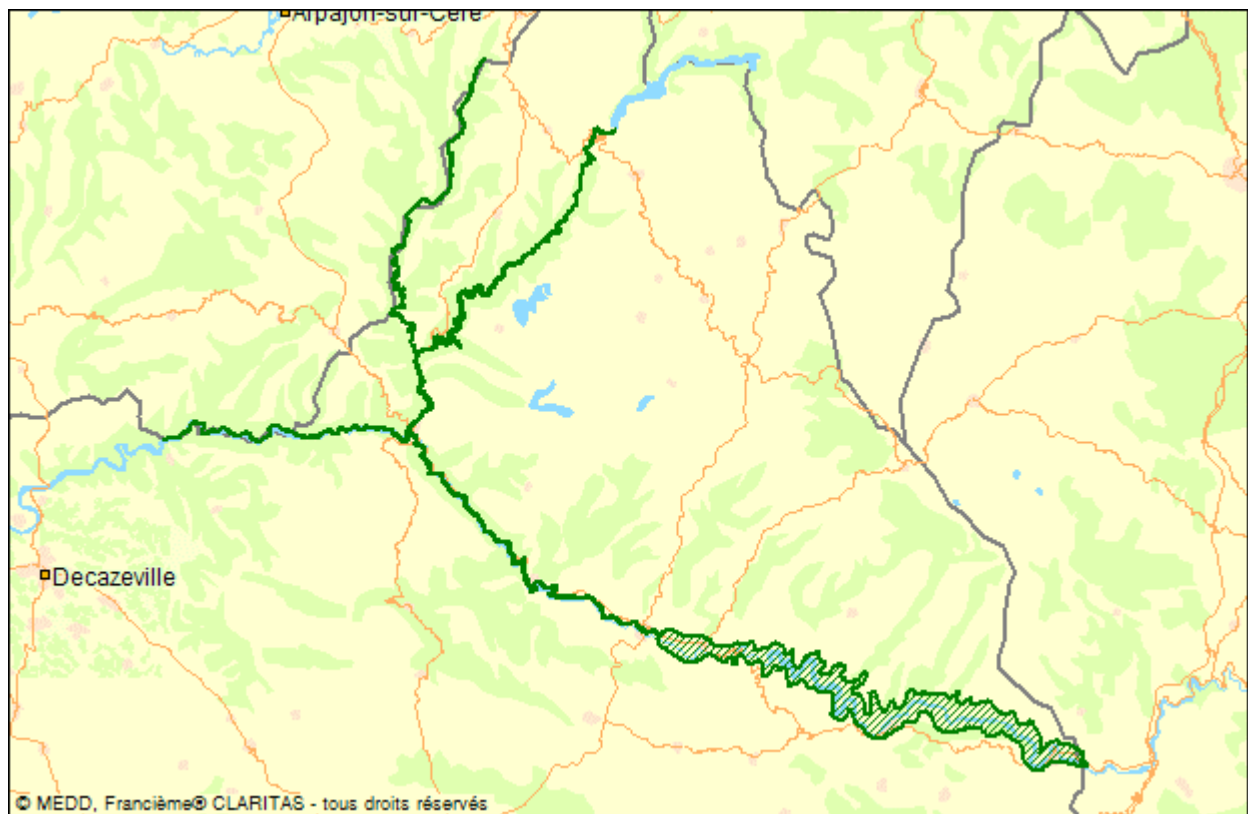 Arpajon-sur-Cère
Decazeville
© MEDD, Francième® CLARITAS - tous droits réservés